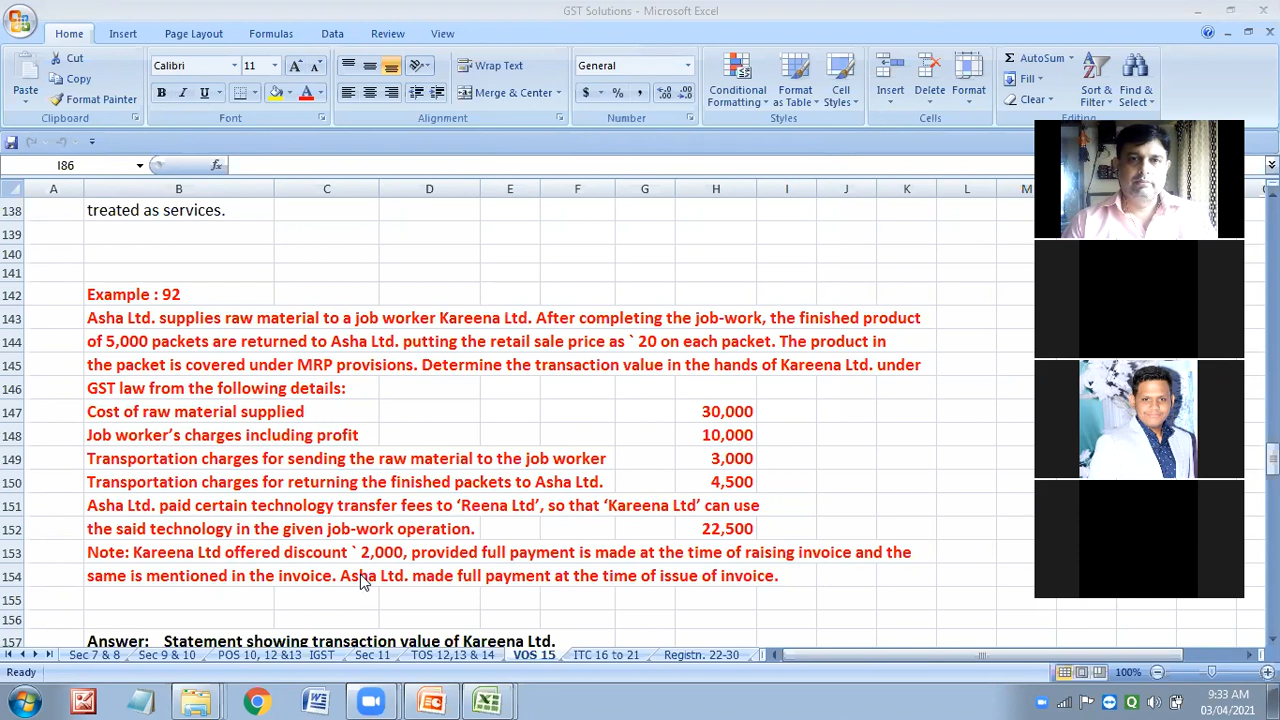 GST Solutions - Microsoft Excel
Home Insert Page Layout Formulas Data Review View
Paste
Cut
Copy
Format Painter
Clipboard
Calibri 11
B I U
Font
Wrap Text
Merge & Center
Alignment
General
$ % ,
Number
Conditional Formatting
Format as Table
Cell Styles
Styles
Insert Delete Format
Cells
AutoSum
Fill
Clear
Sort & Filter
Find & Select
Editing
I86 fx
A B C D E F G H I J K L M
138 treated as services.
139
140
141
142 Example : 92
143 Asha Ltd. supplies raw material to a job worker Kareena Ltd. After completing the job-work, the finished product
144 of 5,000 packets are returned to Asha Ltd. putting the retail sale price as ` 20 on each packet. The product in
145 the packet is covered under MRP provisions. Determine the transaction value in the hands of Kareena Ltd. under
146 GST law from the following details:
147 Cost of raw material supplied 30,000
148 Job worker’s charges including profit 10,000
149 Transportation charges for sending the raw material to the job worker 3,000
150 Transportation charges for returning the finished packets to Asha Ltd. 4,500
151 Asha Ltd. paid certain technology transfer fees to ‘Reena Ltd’, so that ‘Kareena Ltd’ can use
152 the said technology in the given job-work operation. 22,500
153 Note: Kareena Ltd offered discount ` 2,000, provided full payment is made at the time of raising invoice and the
154 same is mentioned in the invoice. Asha Ltd. made full payment at the time of issue of invoice.
155
156
157 Answer: Statement showing transaction value of Kareena Ltd.
Sec 7 & 8 Sec 9 & 10 POS 10, 12 &13 IGST Sec 11 TOS 12,13 & 14 VOS 15 ITC 16 to 21 Registrn. 22-30
Ready 100%
9:33 AM
03/04/2021